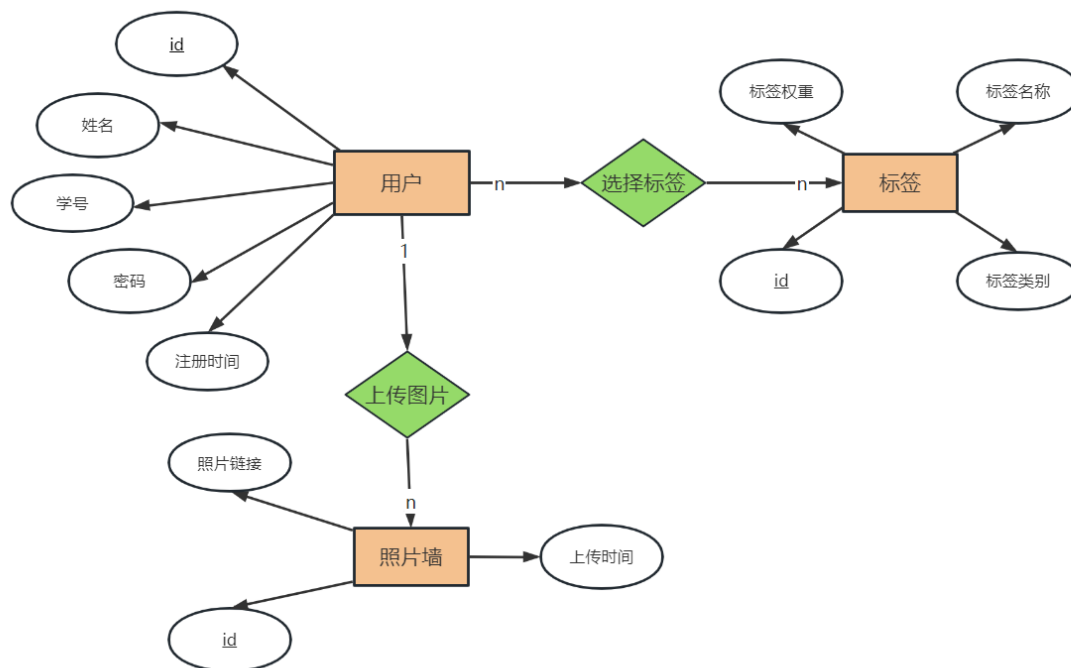 id
姓名
学号
密码
注册时间
用户
n
选择标签
n
标签
标签权重
标签名称
id
标签类别
1
上传图片
n
照片链接
照片墙
上传时间
id